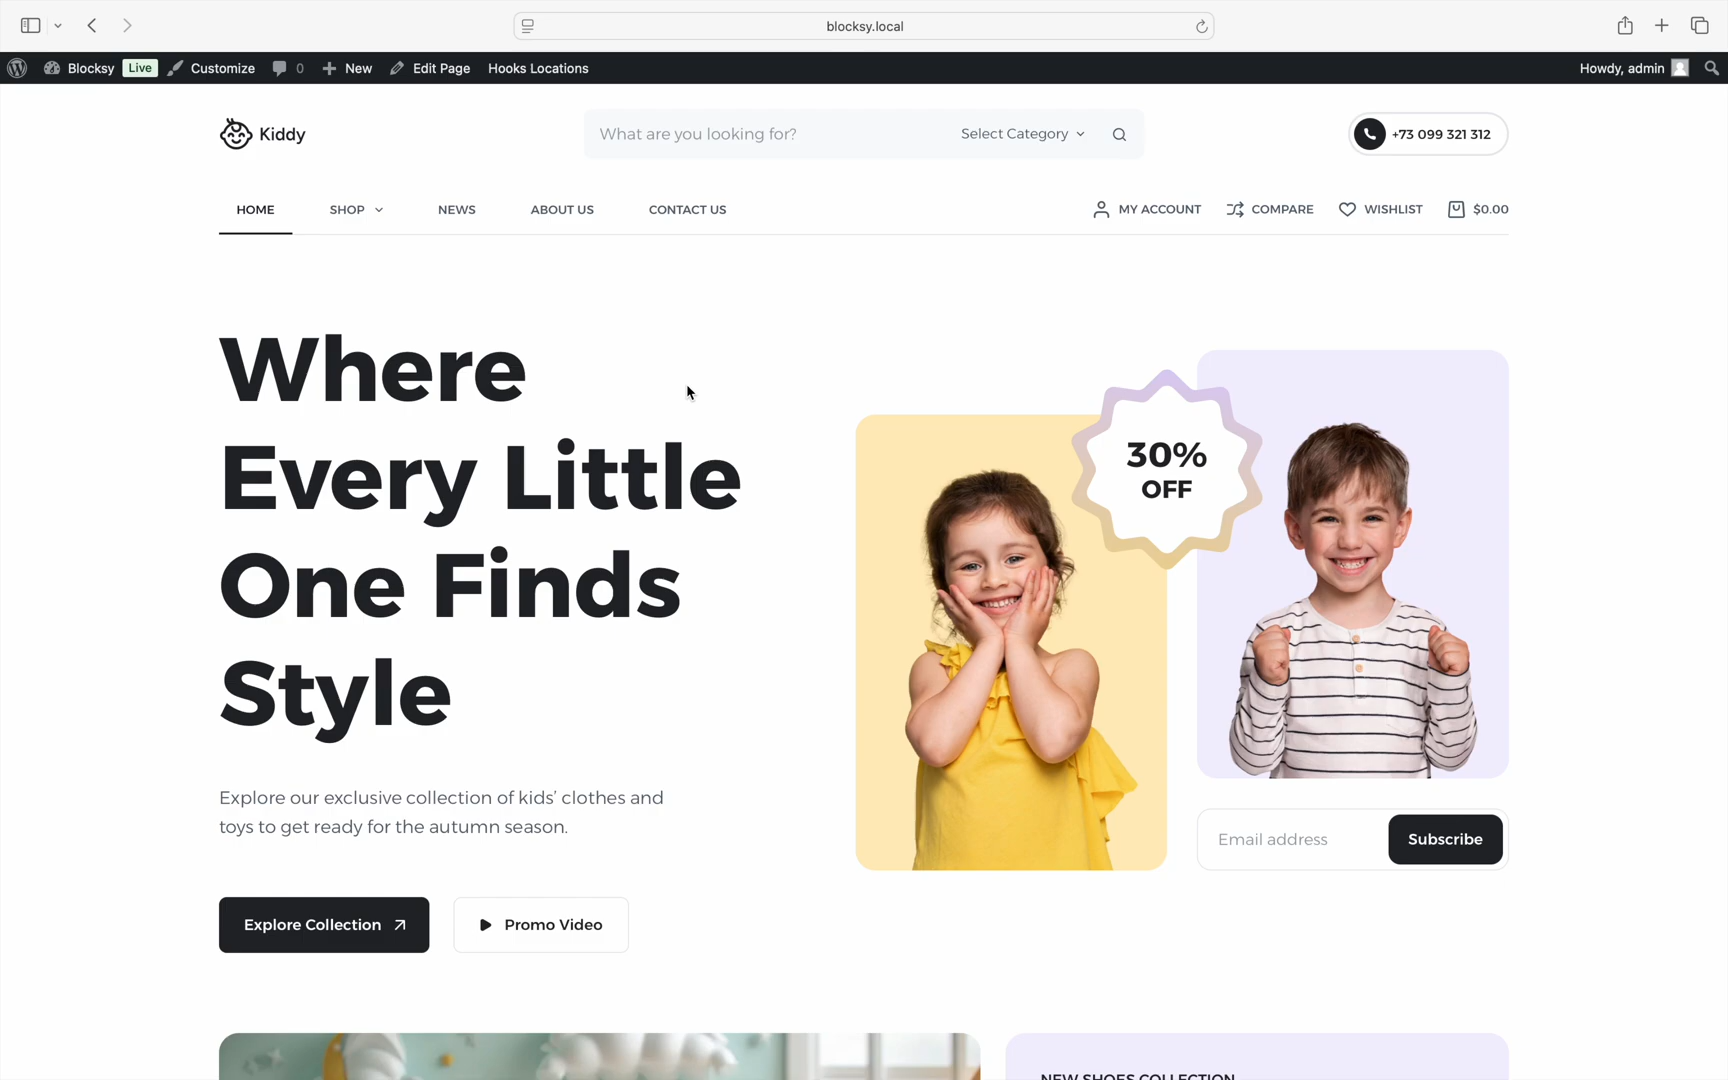 blocksy.local
Blocksy Live Customize 0 New Edit Page Hooks Locations Howdy, admin
Kiddy What are you looking for? Select Category +73 099 321 312
HOME SHOP NEWS ABOUT US CONTACT US MY ACCOUNT COMPARE WISHLIST $0.00
Where
Every Little
One Finds
Style
30%
OFF
Explore our exclusive collection of kids’ clothes and
toys to get ready for the autumn season.
Email address Subscribe
Explore Collection Promo Video
NEW SHOES COLLECTION